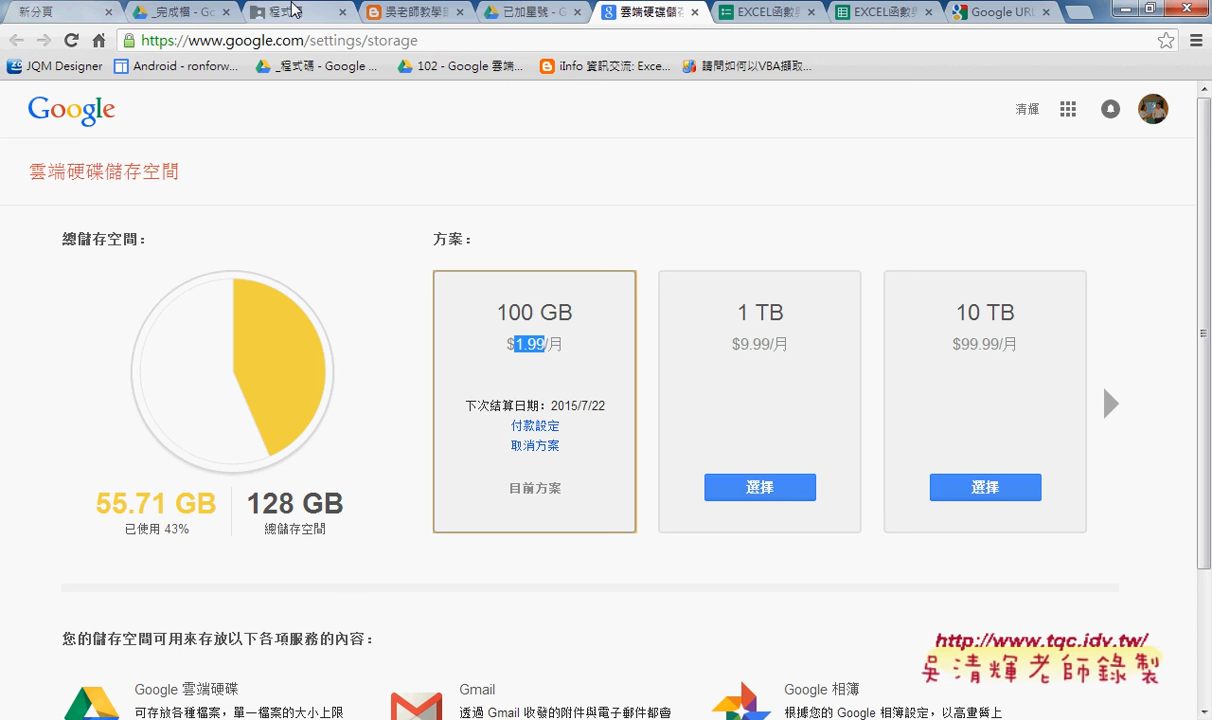 新分頁
_完成檔 - Go
程式
吳老師教學
已加星號 - G
雲端硬碟儲存
EXCEL函數
EXCEL函數
Google URL
https://www.google.com/settings/storage
JQM Designer
Android - ronforw...
_程式碼 - Google ...
102 - Google 雲端...
iInfo 資訊交流: Exce...
請問如何以VBA擷取...
Google
清輝
雲端硬碟儲存空間
總儲存空間：
方案：
100 GB
$1.99/月
下次結算日期： 2015/7/22
付款設定
取消方案
目前方案
1 TB
$9.99/月
選擇
10 TB
$99.99/月
選擇
55.71 GB
已使用 43%
128 GB
總儲存空間
您的儲存空間可用來存放以下各項服務的內容：
Google 雲端硬碟
可存放各種檔案，單一檔案的大小上限
Gmail
透過 Gmail 收發的附件與電子郵件都會
Google 相簿
根據您的 Google 相簿設定，以高畫質上
http://www.tqc.idv.tw/
吳清輝老師錄製